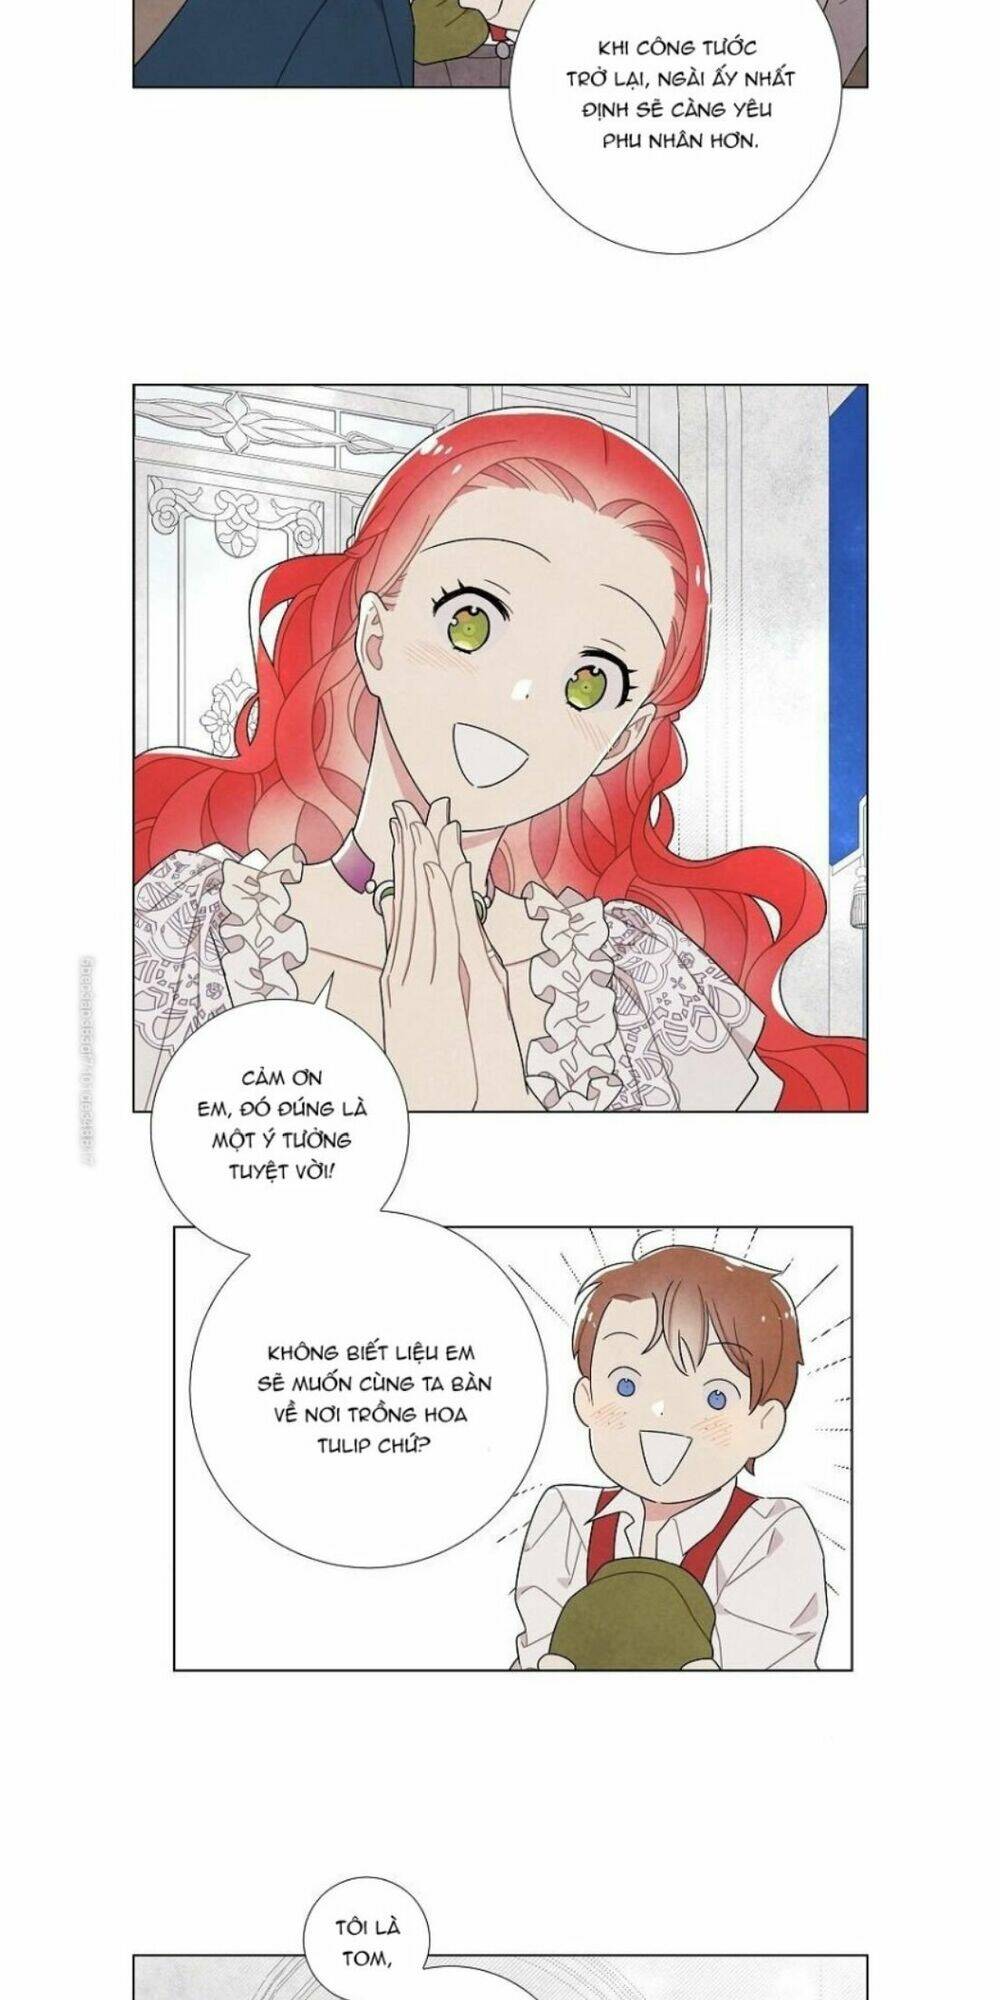 KHI CÔNG TƯỚC
TRỞ LẠI, NGÀI ẤY NHẤT
ĐỊNH SẼ CÀNG YÊU
PHU NHÂN HƠN.
CẢM ƠN
EM, ĐÓ ĐÚNG LÀ
MỘT Ý TƯỞNG
TUYỆT VỜI!
KHÔNG BIẾT LIỆU EM
SẼ MUỐN CÙNG TA BÀN
VỀ NƠI TRỒNG HOA
TULIP CHỨ?
TÔI LÀ
TOM,